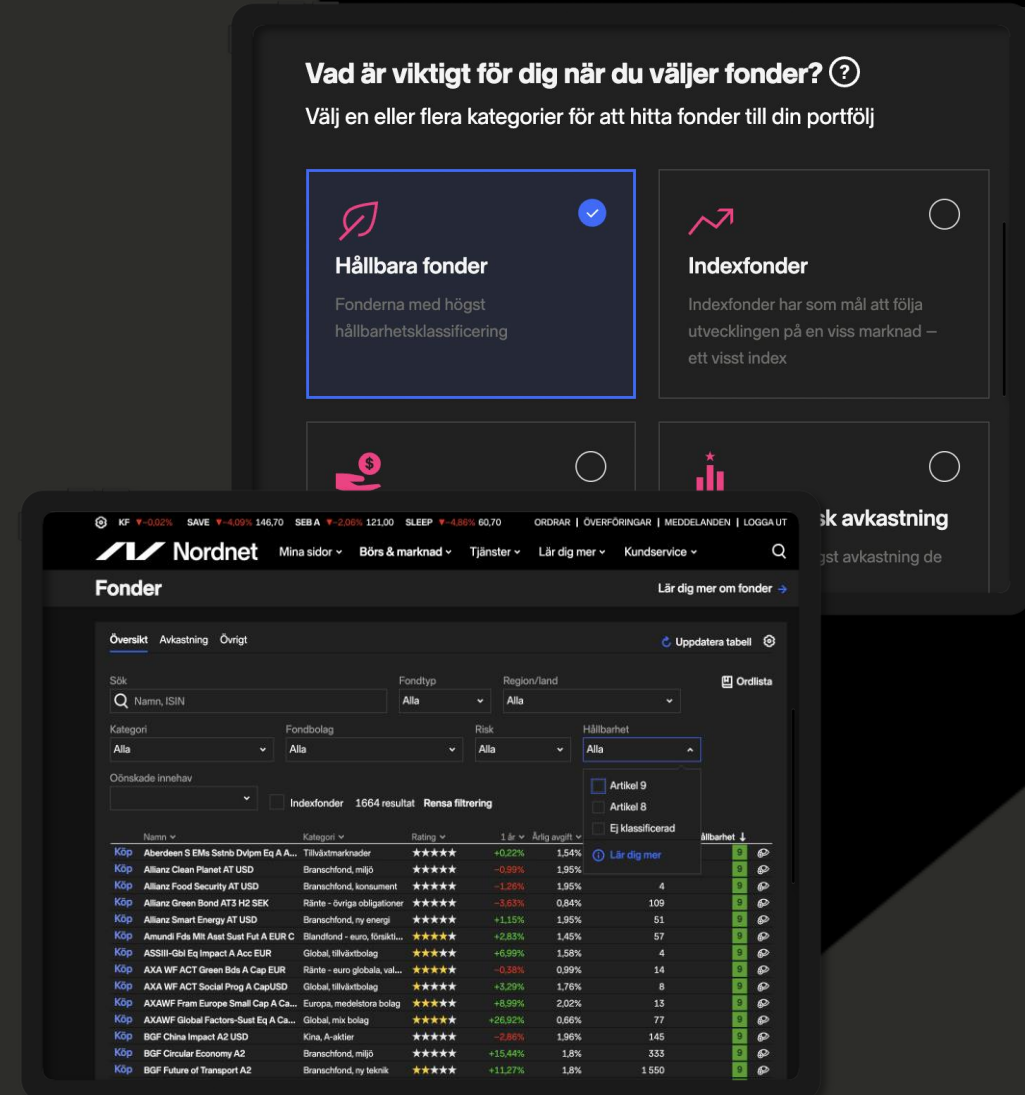 Vad är viktigt för dig när du väljer fonder? ?
Välj en eller flera kategorier för att hitta fonder till din portfölj
Hållbara fonder
Fonderna med högst
hållbarhetsklassificering
Indexfonder
Indexfonder har som mål att följa
utvecklingen på en viss marknad –
ett visst index
$
sk avkastning
gst avkastning de
KF ▼-0,02% SAVE ▼-4,09% 146,70 SEB A ▼-2,06% 121,00 SLEEP ▼-4,86% 60,70 ORDRAR | ÖVERFÖRINGAR | MEDDELANDEN | LOGGA UT
Nordnet Mina sidor Börs & marknad Tjänster Lär dig mer Kundservice
Fonder Lär dig mer om fonder →
Översikt Avkastning Övrigt Uppdatera tabell
Sök Fondtyp Region/land
Namn, ISIN Alla Alla Ordlista
Kategori Fondbolag Risk Hållbarhet
Alla Alla Alla Alla
Oönskade innehav
Artikel 9
Artikel 8
Ej klassificerad
Lär dig mer
Indexfonder 1664 resultat Rensa filtrering
Namn Kategori Rating 1 år Årlig avgift ållbarhet ↓
Köp Aberdeen S EMs Sstnb Dvlpm Eq A A... Tillväxtmarknader ★★★★★ +0,22% 1,54% 9
Köp Allianz Clean Planet AT USD Branschfond, miljö ★★★★★ -0,99% 1,95% 9
Köp Allianz Food Security AT USD Branschfond, konsument ★★★★★ -1,26% 1,95% 4 9
Köp Allianz Green Bond AT3 H2 SEK Ränte - övriga obligationer ★★★★★ -3,63% 0,84% 109 9
Köp Allianz Smart Energy AT USD Branschfond, ny energi ★★★★★ +1,15% 1,95% 51 9
Köp Amundi Fds Mlt Asst Sust Fut A EUR C Blandfond - euro, försikti... ★★★★★ +2,83% 1,45% 57 9
Köp ASSIII-Gbl Eq Impact A Acc EUR Global, tillväxtbolag ★★★★★ +6,99% 1,58% 4 9
Köp AXA WF ACT Green Bds A Cap EUR Ränte - euro globala, val... ★★★★★ -0,38% 0,99% 14 9
Köp AXA WF ACT Social Prog A CapUSD Global, tillväxtbolag ★★★★★ +3,29% 1,76% 8 9
Köp AXAWF Fram Europe Small Cap A Ca... Europa, medelstora bolag ★★★★★ +8,99% 2,02% 13 9
Köp AXAWF Global Factors-Sust Eq A Ca... Global, mix bolag ★★★★★ +26,92% 0,66% 77 9
Köp BGF China Impact A2 USD Kina, A-aktier ★★★★★ -2,86% 1,96% 145 9
Köp BGF Circular Economy A2 Branschfond, miljö ★★★★★ +15,44% 1,8% 333 9
Köp BGF Future of Transport A2 Branschfond, ny teknik ★★★★★ +11,27% 1,8% 1 550 9